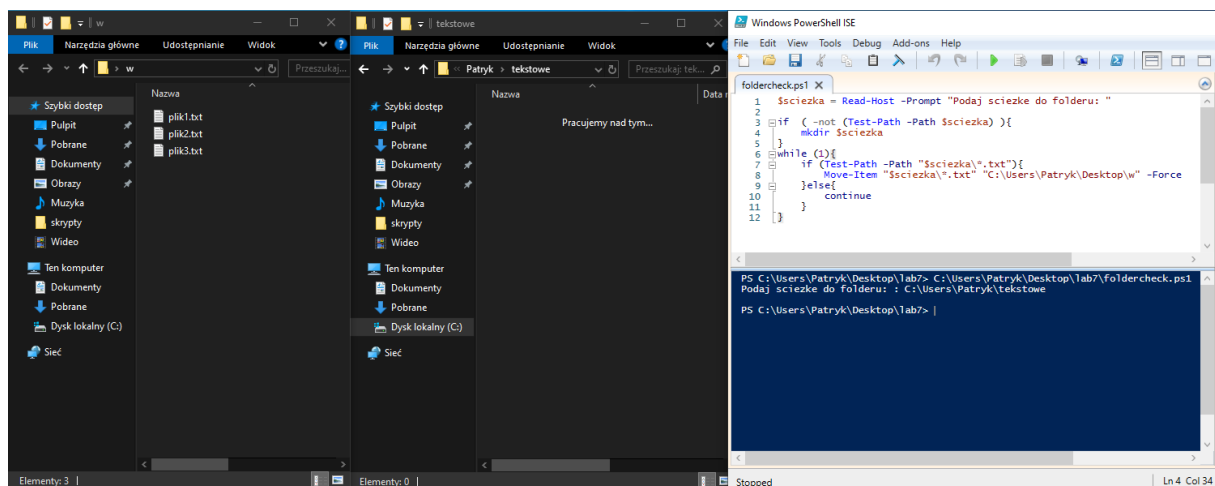 w
Plik Narzędzia główne Udostępnianie Widok
w
Przeszukaj...
Nazwa
Szybki dostęp
Pulpit
Pobrane
Dokumenty
Obrazy
Muzyka
skrypty
Wideo
Ten komputer
Dokumenty
Pobrane
Dysk lokalny (C:)
Sieć
plik1.txt
plik2.txt
plik3.txt
Elementy: 3
tekstowe
Plik Narzędzia główne Udostępnianie Widok
« Patryk > tekstowe
Przeszukaj: tek...
Nazwa
Data
Szybki dostęp
Pulpit
Pobrane
Dokumenty
Obrazy
Muzyka
skrypty
Wideo
Ten komputer
Dokumenty
Pobrane
Dysk lokalny (C:)
Sieć
Pracujemy nad tym...
Elementy: 0
Windows PowerShell ISE
File Edit View Tools Debug Add-ons Help
foldercheck.ps1 X
1 $sciezka = Read-Host -Prompt "Podaj sciezke do folderu: "
2
3 if ( -not (Test-Path -Path $sciezka) ){
4 mkdir $sciezka
5 }
6 while (1){
7 if (Test-Path -Path "$sciezka\*.txt"){
8 Move-Item "$sciezka\*.txt" "C:\Users\Patryk\Desktop\w" -Force
9 }else{
10 continue
11 }
12 }
PS C:\Users\Patryk\Desktop\lab7> C:\Users\Patryk\Desktop\lab7\foldercheck.ps1
Podaj sciezke do folderu: : C:\Users\Patryk\tekstowe
PS C:\Users\Patryk\Desktop\lab7>
Stopped
Ln 4 Col 34